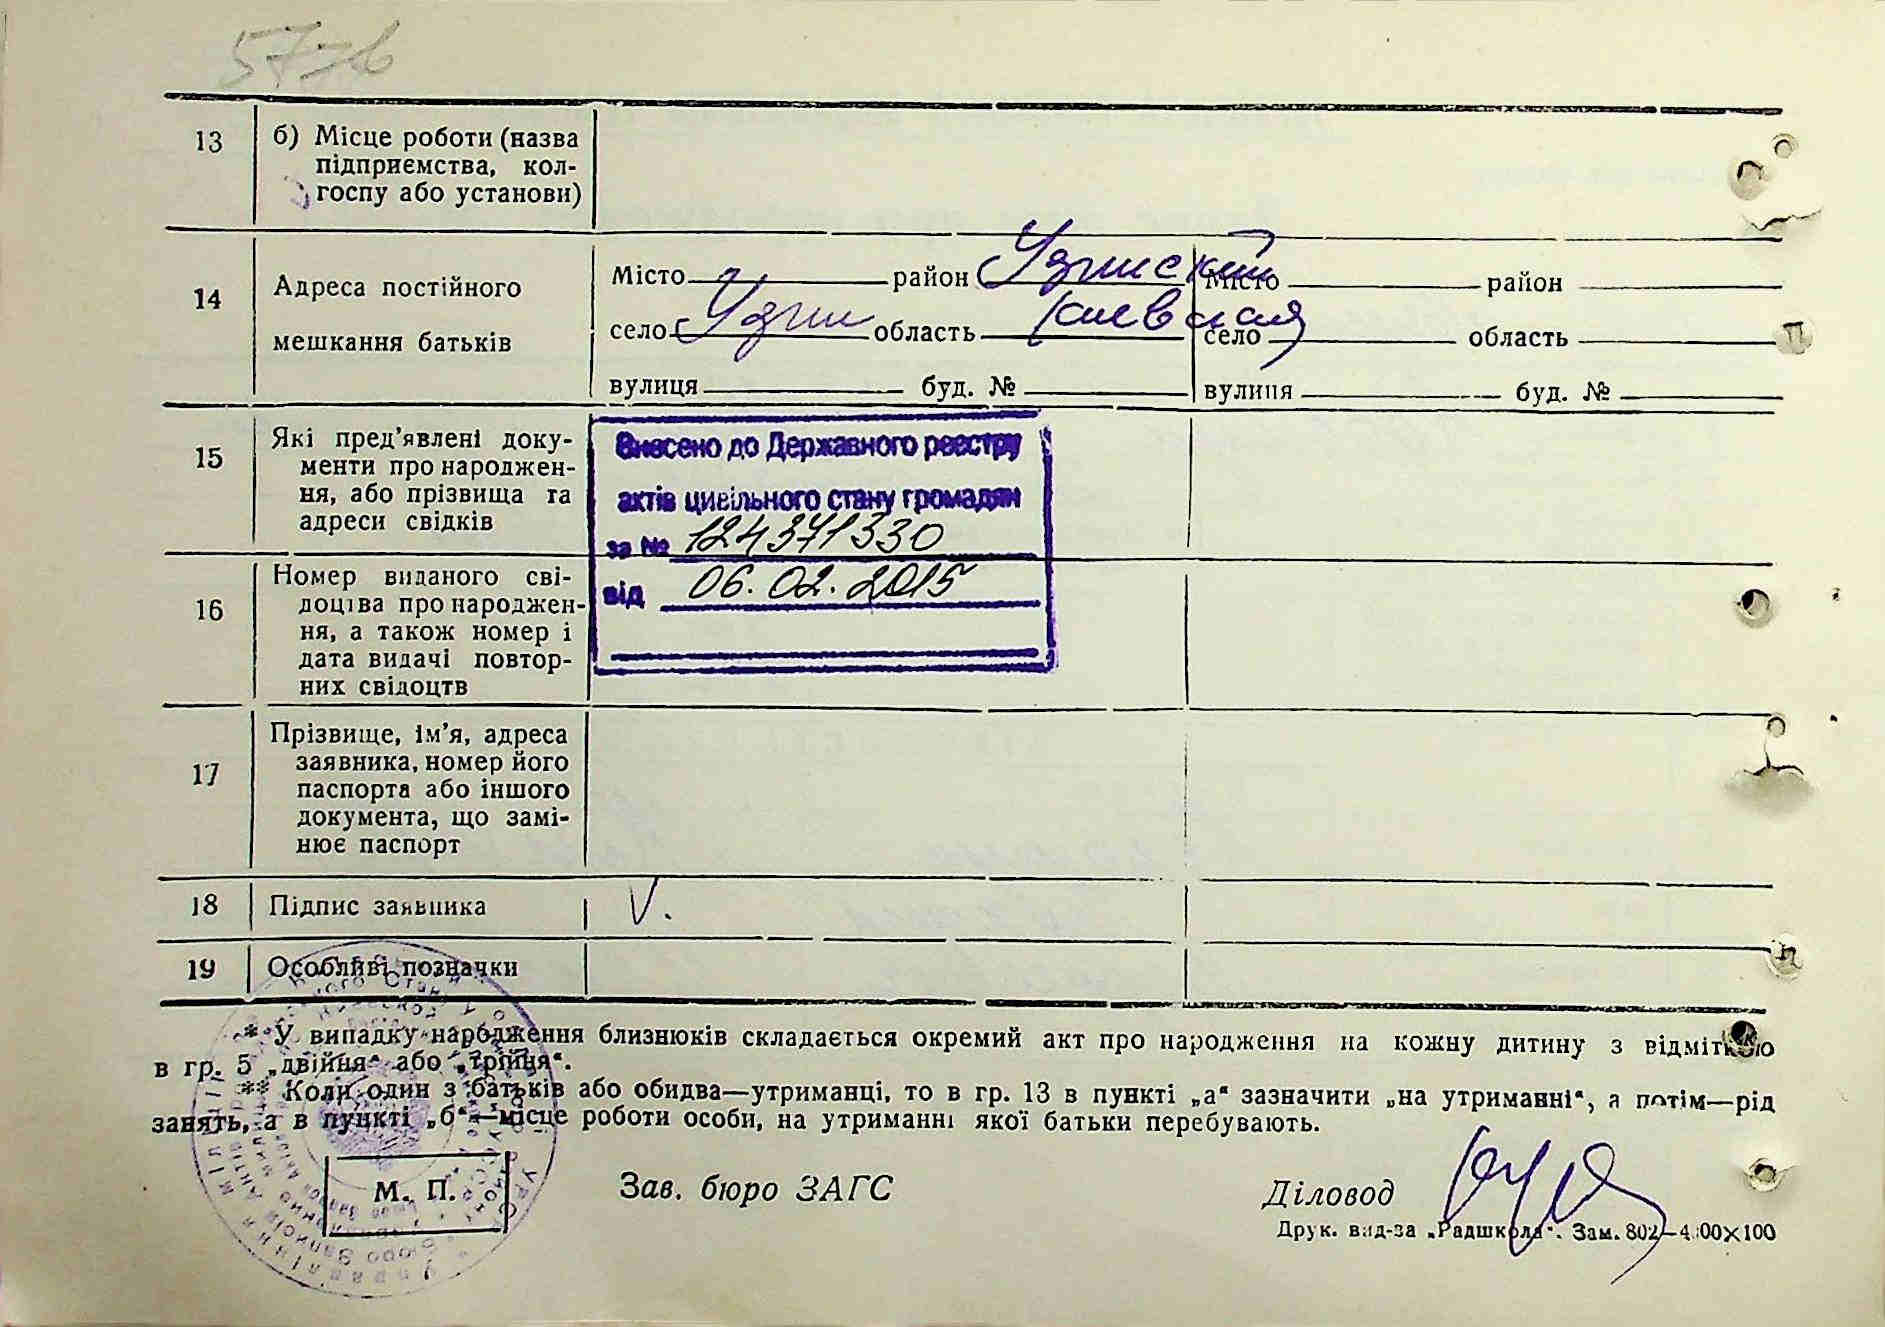 577б
13 б) Місце роботи (назва
підприємства, кол-
госпу або установи)
14 Адреса постійного
мешкання батьків
Місто район Узинский Місто район
село Узин область Киевская село область
вулиця буд. № вулиця буд. №
15 Які пред’явлені доку-
менти про народжен-
ня, або прізвища та
адреси свідків
Внесено до Державного реєстру
актів цивільного стану громадян
за № 124371330
від 06.02.2015
16 Номер виданого сві-
доцтва про народжен-
ня, а також номер і
дата видачі повтор-
них свідоцтв
17 Прізвище, ім’я, адреса
заявника, номер його
паспорта або іншого
документа, що замі-
нює паспорт
18 Підпис заявника V.
19 Особливі позначки
* У випадку народження близнюків складається окремий акт про народження на кожну дитину з відміткою
в гр. 5 „двійня“ або „трійня“.
** Коли один з батьків або обидва—утриманці, то в гр. 13 в пункті „а“ зазначити „на утриманні“, а потім—рід
занять, а в пункті „б“—місце роботи особи, на утриманні якої батьки перебувають.
М. П. Зав. бюро ЗАГС Діловод
Друк. вид-ва „Радшкола“. Зам. 802—4.00×100